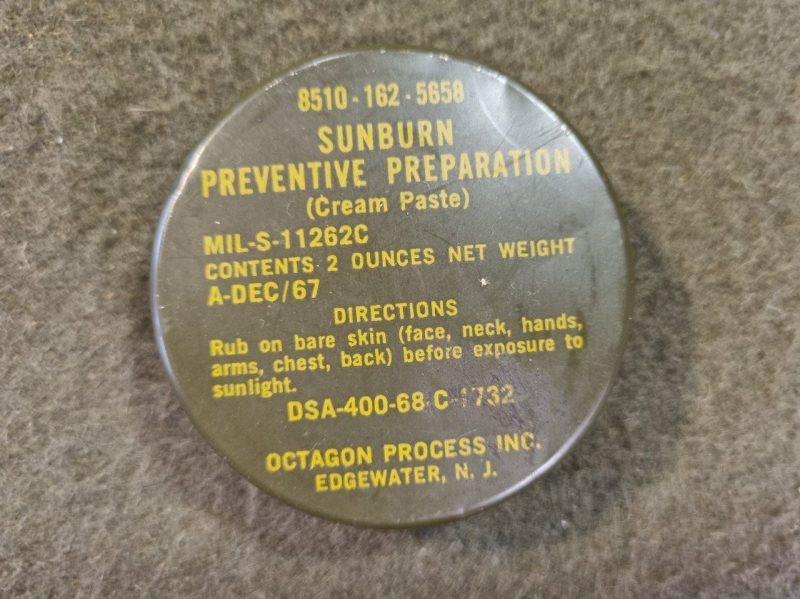 8510-162-5658
SUNBURN
PREVENTIVE PREPARATION
(Cream Paste)
MIL-S-11262C
CONTENTS 2 OUNCES NET WEIGHT
A-DEC/67
DIRECTIONS
Rub on bare skin (face, neck, hands,
arms, chest, back) before exposure to
sunlight.
DSA-400-68-C-1732
OCTAGON PROCESS INC.
EDGEWATER, N. J.